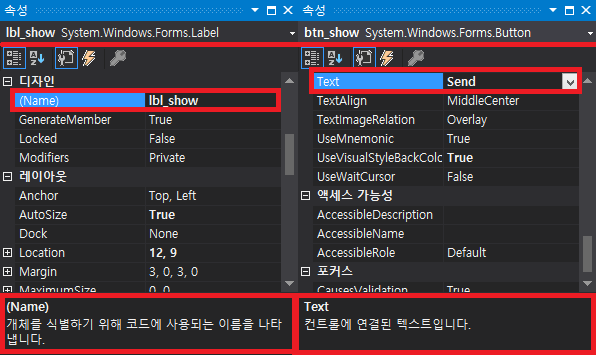 속성
lbl_show System.Windows.Forms.Label
디자인
(Name) lbl_show
GenerateMember True
Locked False
Modifiers Private
레이아웃
Anchor Top, Left
AutoSize True
Dock None
Location 12, 9
Margin 3, 0, 3, 0
MaximumSize 0, 0
(Name)
개체를 식별하기 위해 코드에 사용되는 이름을 나타
냅니다.
속성
btn_show System.Windows.Forms.Button
Text Send
TextAlign MiddleCenter
TextImageRelation Overlay
UseMnemonic True
UseVisualStyleBackColo True
UseWaitCursor False
액세스 가능성
AccessibleDescription
AccessibleName
AccessibleRole Default
포커스
CausesValidation True
Text
컨트롤에 연결된 텍스트입니다.